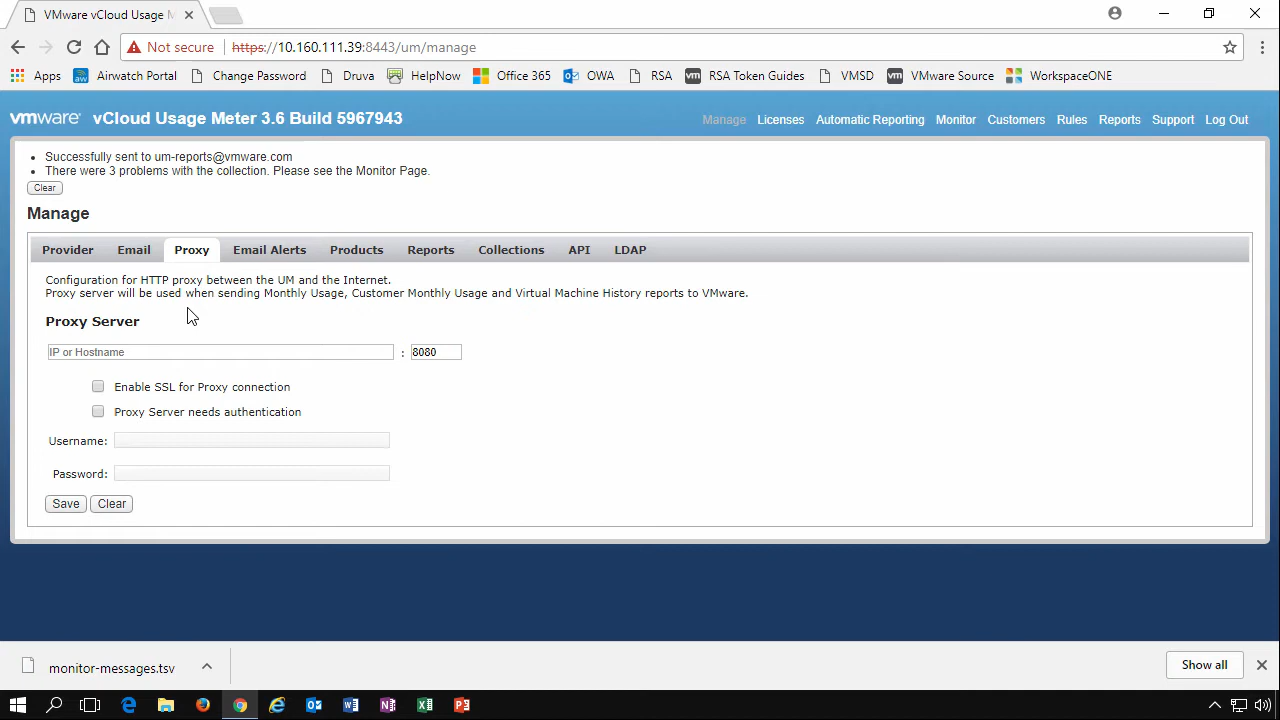 VMware vCloud Usage M
Not secure https://10.160.111.39:8443/um/manage
Apps Airwatch Portal Change Password Druva HelpNow Office 365 OWA RSA RSA Token Guides VMSD VMware Source WorkspaceONE
vmware vCloud Usage Meter 3.6 Build 5967943 Manage Licenses Automatic Reporting Monitor Customers Rules Reports Support Log Out
Successfully sent to um-reports@vmware.com
There were 3 problems with the collection. Please see the Monitor Page.
Clear
Manage
Provider Email Proxy Email Alerts Products Reports Collections API LDAP
Configuration for HTTP proxy between the UM and the Internet.
Proxy server will be used when sending Monthly Usage, Customer Monthly Usage and Virtual Machine History reports to VMware.
Proxy Server
IP or Hostname : 8080
Enable SSL for Proxy connection
Proxy Server needs authentication
Username:
Password:
Save Clear
monitor-messages.tsv Show all